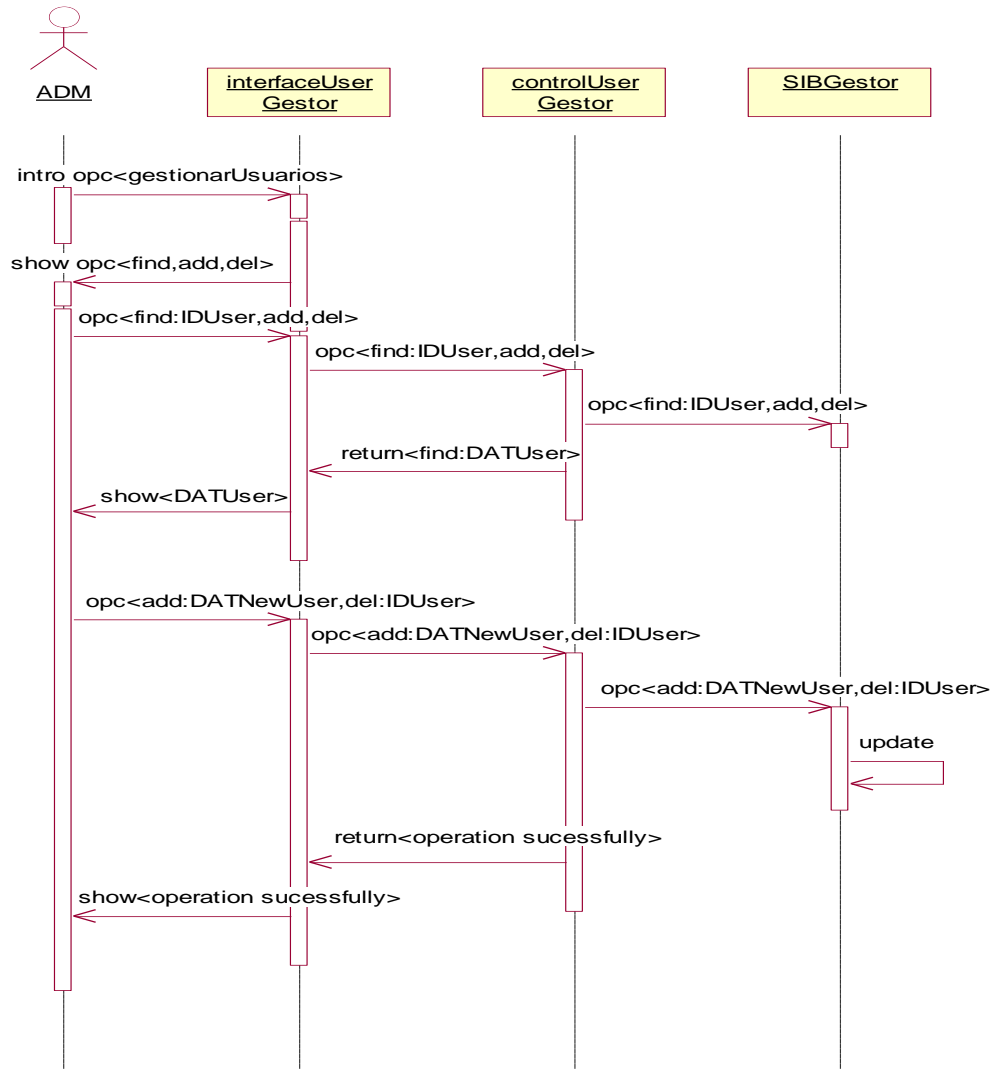 ADM
interfaceUser
Gestor
controlUser
Gestor
SIBGestor
intro opc<gestionarUsuarios>
show opc<find,add,del>
opc<find:IDUser,add,del>
opc<find:IDUser,add,del>
opc<find:IDUser,add,del>
return<find:DATUser>
show<DATUser>
opc<add:DATNewUser,del:IDUser>
opc<add:DATNewUser,del:IDUser>
opc<add:DATNewUser,del:IDUser>
update
return<operation sucessfully>
show<operation sucessfully>